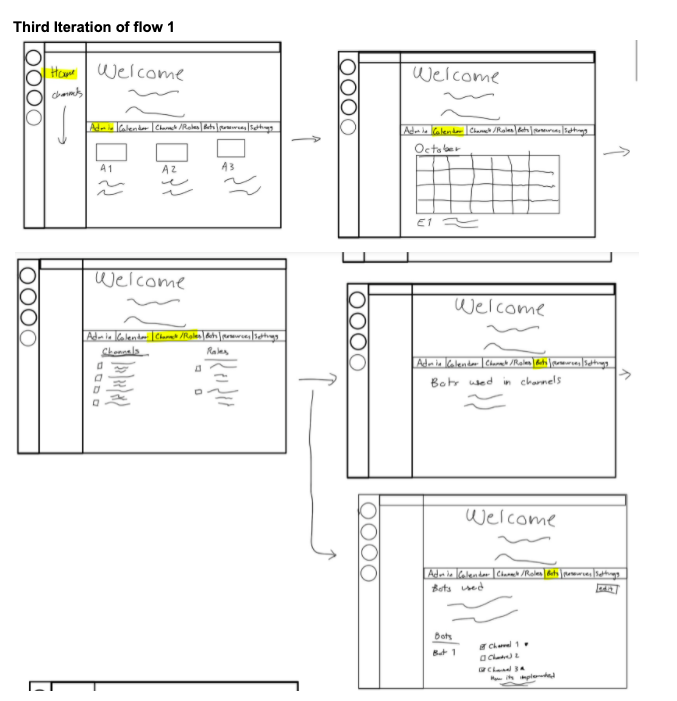 Third Iteration of flow 1
Home
channels
Welcome
Admin Calendar Channels/Roles Bots resources Settings
A1 A2 A3
Welcome
Admin Calendar Channels/Roles Bots resources Settings
October
E1
Welcome
Admin Calendar Channels/Roles Bots resources Settings
Channels Roles
Welcome
Admin Calendar Channels/Roles Bots resources Settings
Bots used in channels
Welcome
Admin Calendar Channels/Roles Bots resources Settings
Bots used edit
Bots
Bot 1 Channel 1
Channel 2
Channel 3
How its implemented